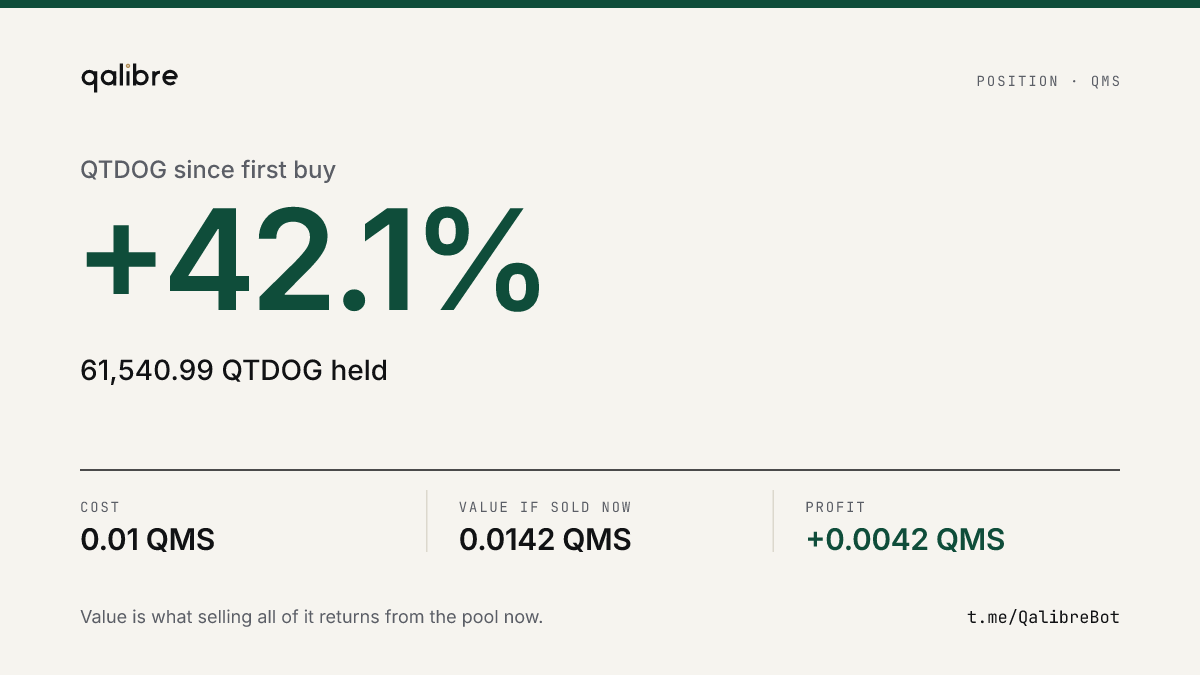 qalibre
POSITION · QMS
QTDOG since first buy
+42.1%
61,540.99 QTDOG held
COST
0.01 QMS
VALUE IF SOLD NOW
0.0142 QMS
PROFIT
+0.0042 QMS
Value is what selling all of it returns from the pool now.
t.me/QalibreBot